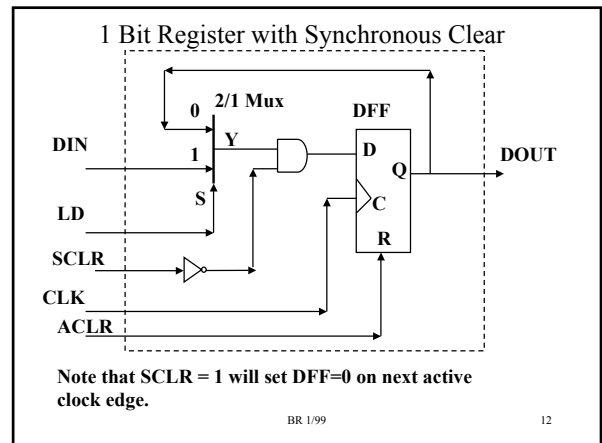 1 Bit Register with Synchronous Clear
0
2/1 Mux
DFF
DIN
1
Y
D
Q
DOUT
S
C
LD
R
SCLR
CLK
ACLR
Note that SCLR = 1 will set DFF=0 on next active
clock edge.
BR 1/99
12